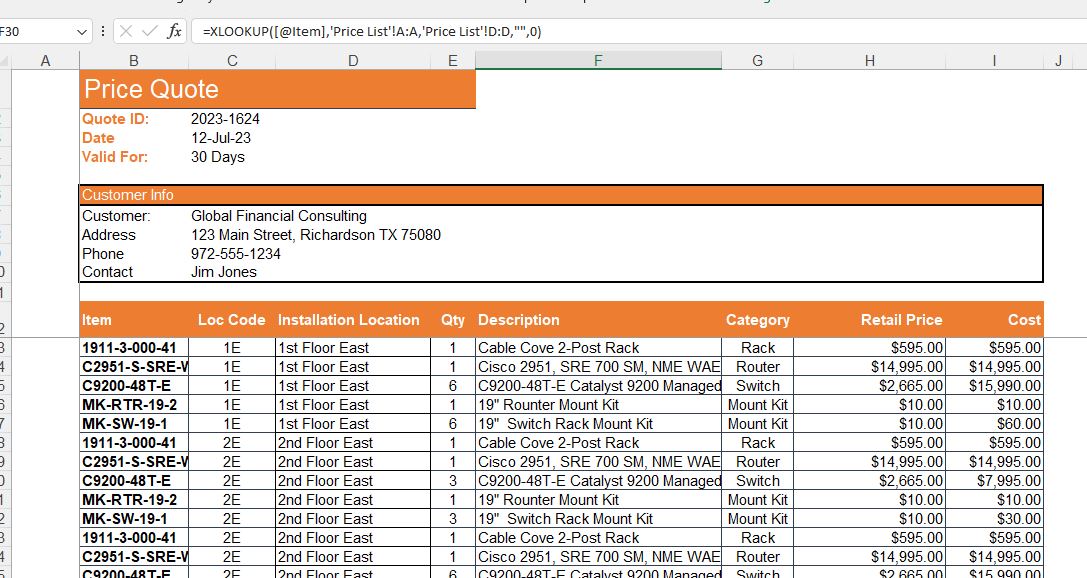 F30 fx =XLOOKUP([@Item],'Price List'!A:A,'Price List'!D:D,"",0)
A B C D E F G H I J
Price Quote
Quote ID: 2023-1624
Date 12-Jul-23
Valid For: 30 Days
Customer Info
Customer: Global Financial Consulting
Address 123 Main Street, Richardson TX 75080
Phone 972-555-1234
Contact Jim Jones
Item Loc Code Installation Location Qty Description Category Retail Price Cost
1911-3-000-41 1E 1st Floor East 1 Cable Cove 2-Post Rack Rack $595.00 $595.00
C2951-S-SRE-V 1E 1st Floor East 1 Cisco 2951, SRE 700 SM, NME WAE Router $14,995.00 $14,995.00
C9200-48T-E 1E 1st Floor East 6 C9200-48T-E Catalyst 9200 Managed Switch $2,665.00 $15,990.00
MK-RTR-19-2 1E 1st Floor East 1 19" Rounter Mount Kit Mount Kit $10.00 $10.00
MK-SW-19-1 1E 1st Floor East 6 19" Switch Rack Mount Kit Mount Kit $10.00 $60.00
1911-3-000-41 2E 2nd Floor East 1 Cable Cove 2-Post Rack Rack $595.00 $595.00
C2951-S-SRE-V 2E 2nd Floor East 1 Cisco 2951, SRE 700 SM, NME WAE Router $14,995.00 $14,995.00
C9200-48T-E 2E 2nd Floor East 3 C9200-48T-E Catalyst 9200 Managed Switch $2,665.00 $7,995.00
MK-RTR-19-2 2E 2nd Floor East 1 19" Rounter Mount Kit Mount Kit $10.00 $10.00
MK-SW-19-1 2E 2nd Floor East 3 19" Switch Rack Mount Kit Mount Kit $10.00 $30.00
1911-3-000-41 2E 2nd Floor East 1 Cable Cove 2-Post Rack Rack $595.00 $595.00
C2951-S-SRE-V 2E 2nd Floor East 1 Cisco 2951, SRE 700 SM, NME WAE Router $14,995.00 $14,995.00
C9200-48T-E 2E 2nd Floor East 6 C9200-48T-E Catalyst 9200 Managed Switch $2,665.00 $15,990.00